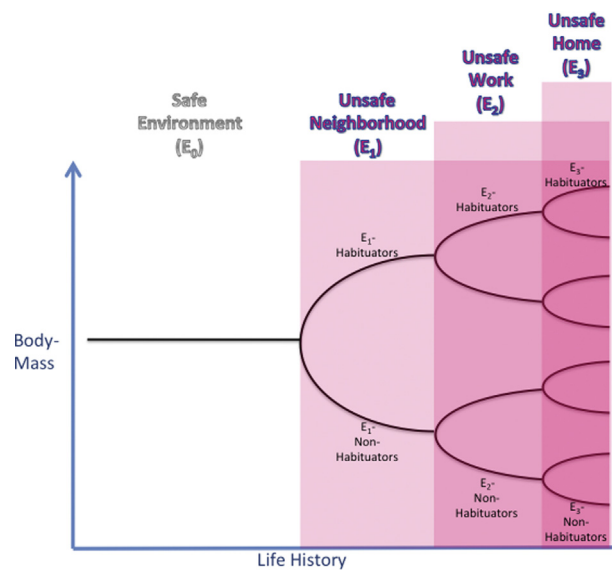 Safe
Environment
(E0)
Unsafe
Neighborhood
(E1)
Unsafe
Work
(E2)
Unsafe
Home
(E3)
E1-
Habituators
E2-
Habituators
E3-
Habituators
Body-
Mass
E1-
Non-
Habituators
E2-
Non-
Habituators
E3-
Non-
Habituators
Life History